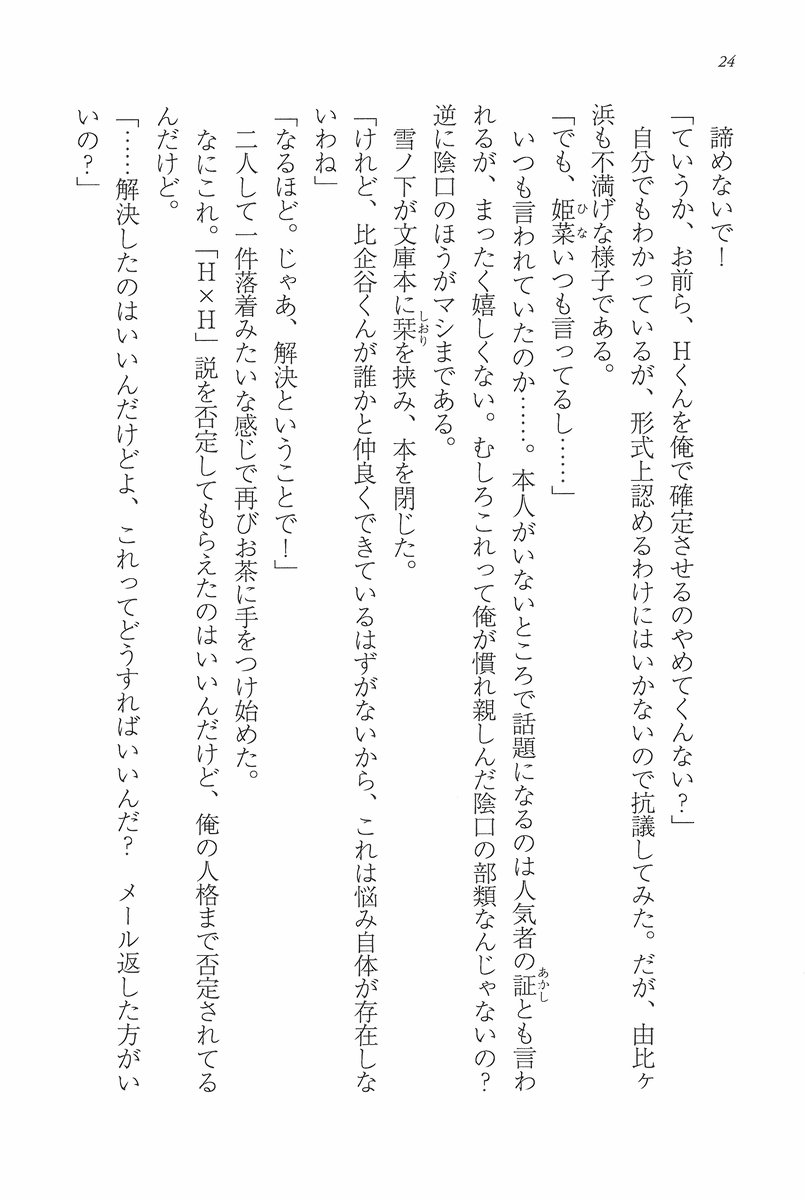 24
諦めないで！
「ていうか、お前ら、Hくんを俺で確定させるのやめてくんない？」
自分でもわかっているが、形式上認めるわけにはいかないので抗議してみた。だが、由比ヶ
浜も不満げな様子である。
「でも、姫菜いつも言ってるし……」
いつも言われていたのか……。本人がいないところで話題になるのは人気者の証とも言わ
れるが、まったく嬉しくない。むしろこれって俺が慣れ親しんだ陰口の部類なんじゃないの？
逆に陰口のほうがマシまである。
雪ノ下が文庫本に栞を挟み、本を閉じた。
「けれど、比企谷くんが誰かと仲良くできているはずがないから、これは悩み自体が存在しな
いわね」
「なるほど。じゃあ、解決ということで！」
二人して一件落着みたいな感じで再びお茶に手をつけ始めた。
なにこれ。「H×H」説を否定してもらえたのはいいんだけど、俺の人格まで否定されてる
んだけど。
「……解決したのはいいんだけどよ、これってどうすればいいんだ？　メール返した方がい
いの？」